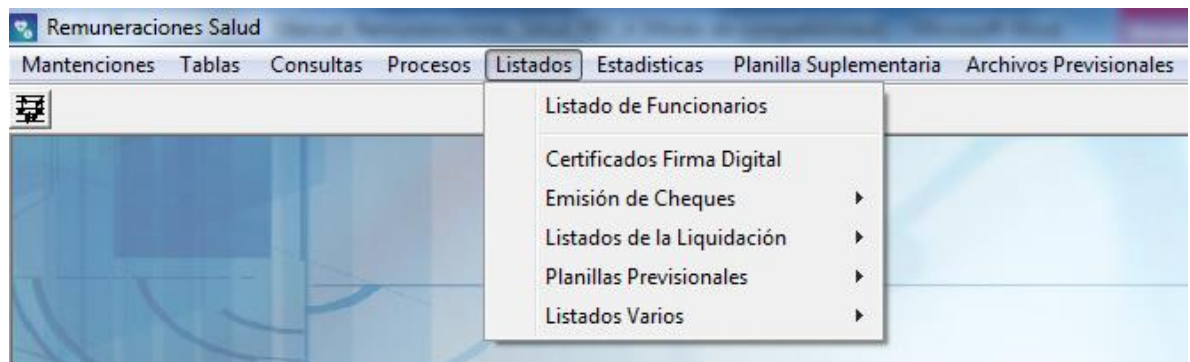 Remuneraciones Salud
Mantenciones Tablas Consultas Procesos Listados Estadisticas Planilla Suplementaria Archivos Previsionales
Listado de Funcionarios
Certificados Firma Digital
Emisión de Cheques
Listados de la Liquidación
Planillas Previsionales
Listados Varios